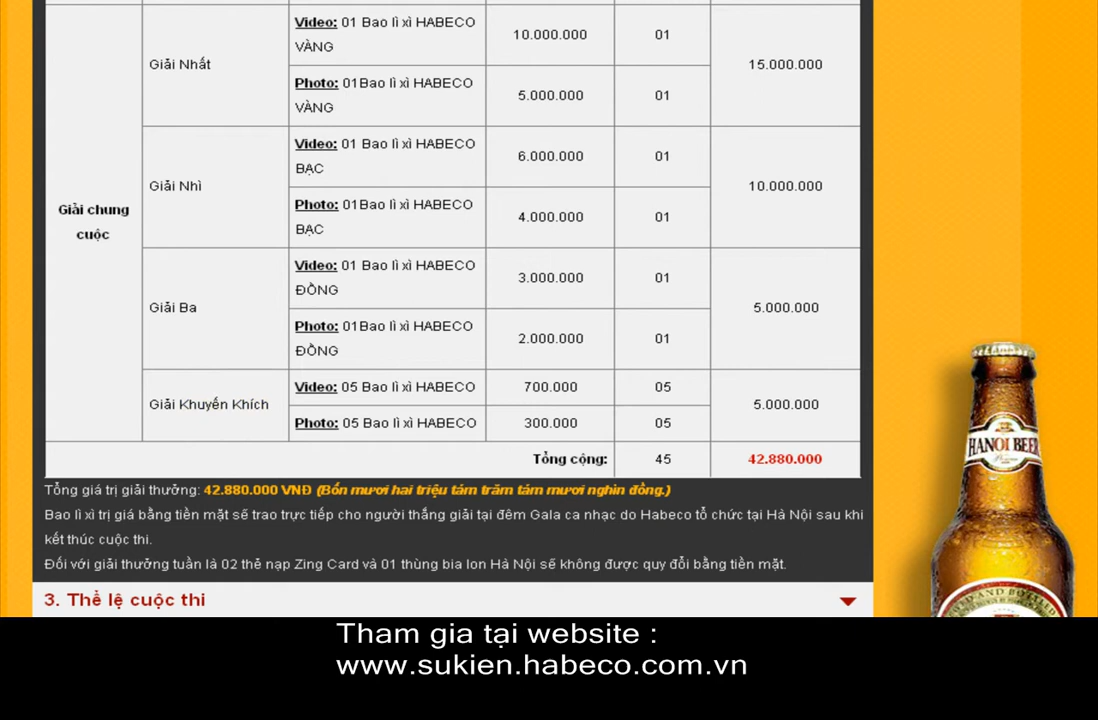 Video: 01 Bao lì xì HABECO
VÀNG
10.000.000
01
Giải Nhất
15.000.000
Photo: 01Bao lì xì HABECO
VÀNG
5.000.000
01
Video: 01 Bao lì xì HABECO
BẠC
6.000.000
01
Giải Nhì
10.000.000
Photo: 01Bao lì xì HABECO
BẠC
4.000.000
01
Giải chung
cuộc
Video: 01 Bao lì xì HABECO
ĐỒNG
3.000.000
01
Giải Ba
5.000.000
Photo: 01Bao lì xì HABECO
ĐỒNG
2.000.000
01
Video: 05 Bao lì xì HABECO
700.000
05
Giải Khuyến Khích
5.000.000
Photo: 05 Bao lì xì HABECO
300.000
05
Tổng cộng:
45
42.880.000
Tổng giá trị giải thưởng: 42.880.000 VNĐ (Bốn mươi hai triệu tám trăm tám mươi nghìn đồng.)
Bao lì xì trị giá bằng tiền mặt sẽ trao trực tiếp cho người thắng giải tại đêm Gala ca nhạc do Habeco tổ chức tại Hà Nội sau khi
kết thúc cuộc thi.
Đối với giải thưởng tuần là 02 thẻ nạp Zing Card và 01 thùng bia lon Hà Nội sẽ không được quy đổi bằng tiền mặt.
3. Thể lệ cuộc thi
HANOI BEER
Premium
AND BOTTLED
Tham gia tại website :
www.sukien.habeco.com.vn